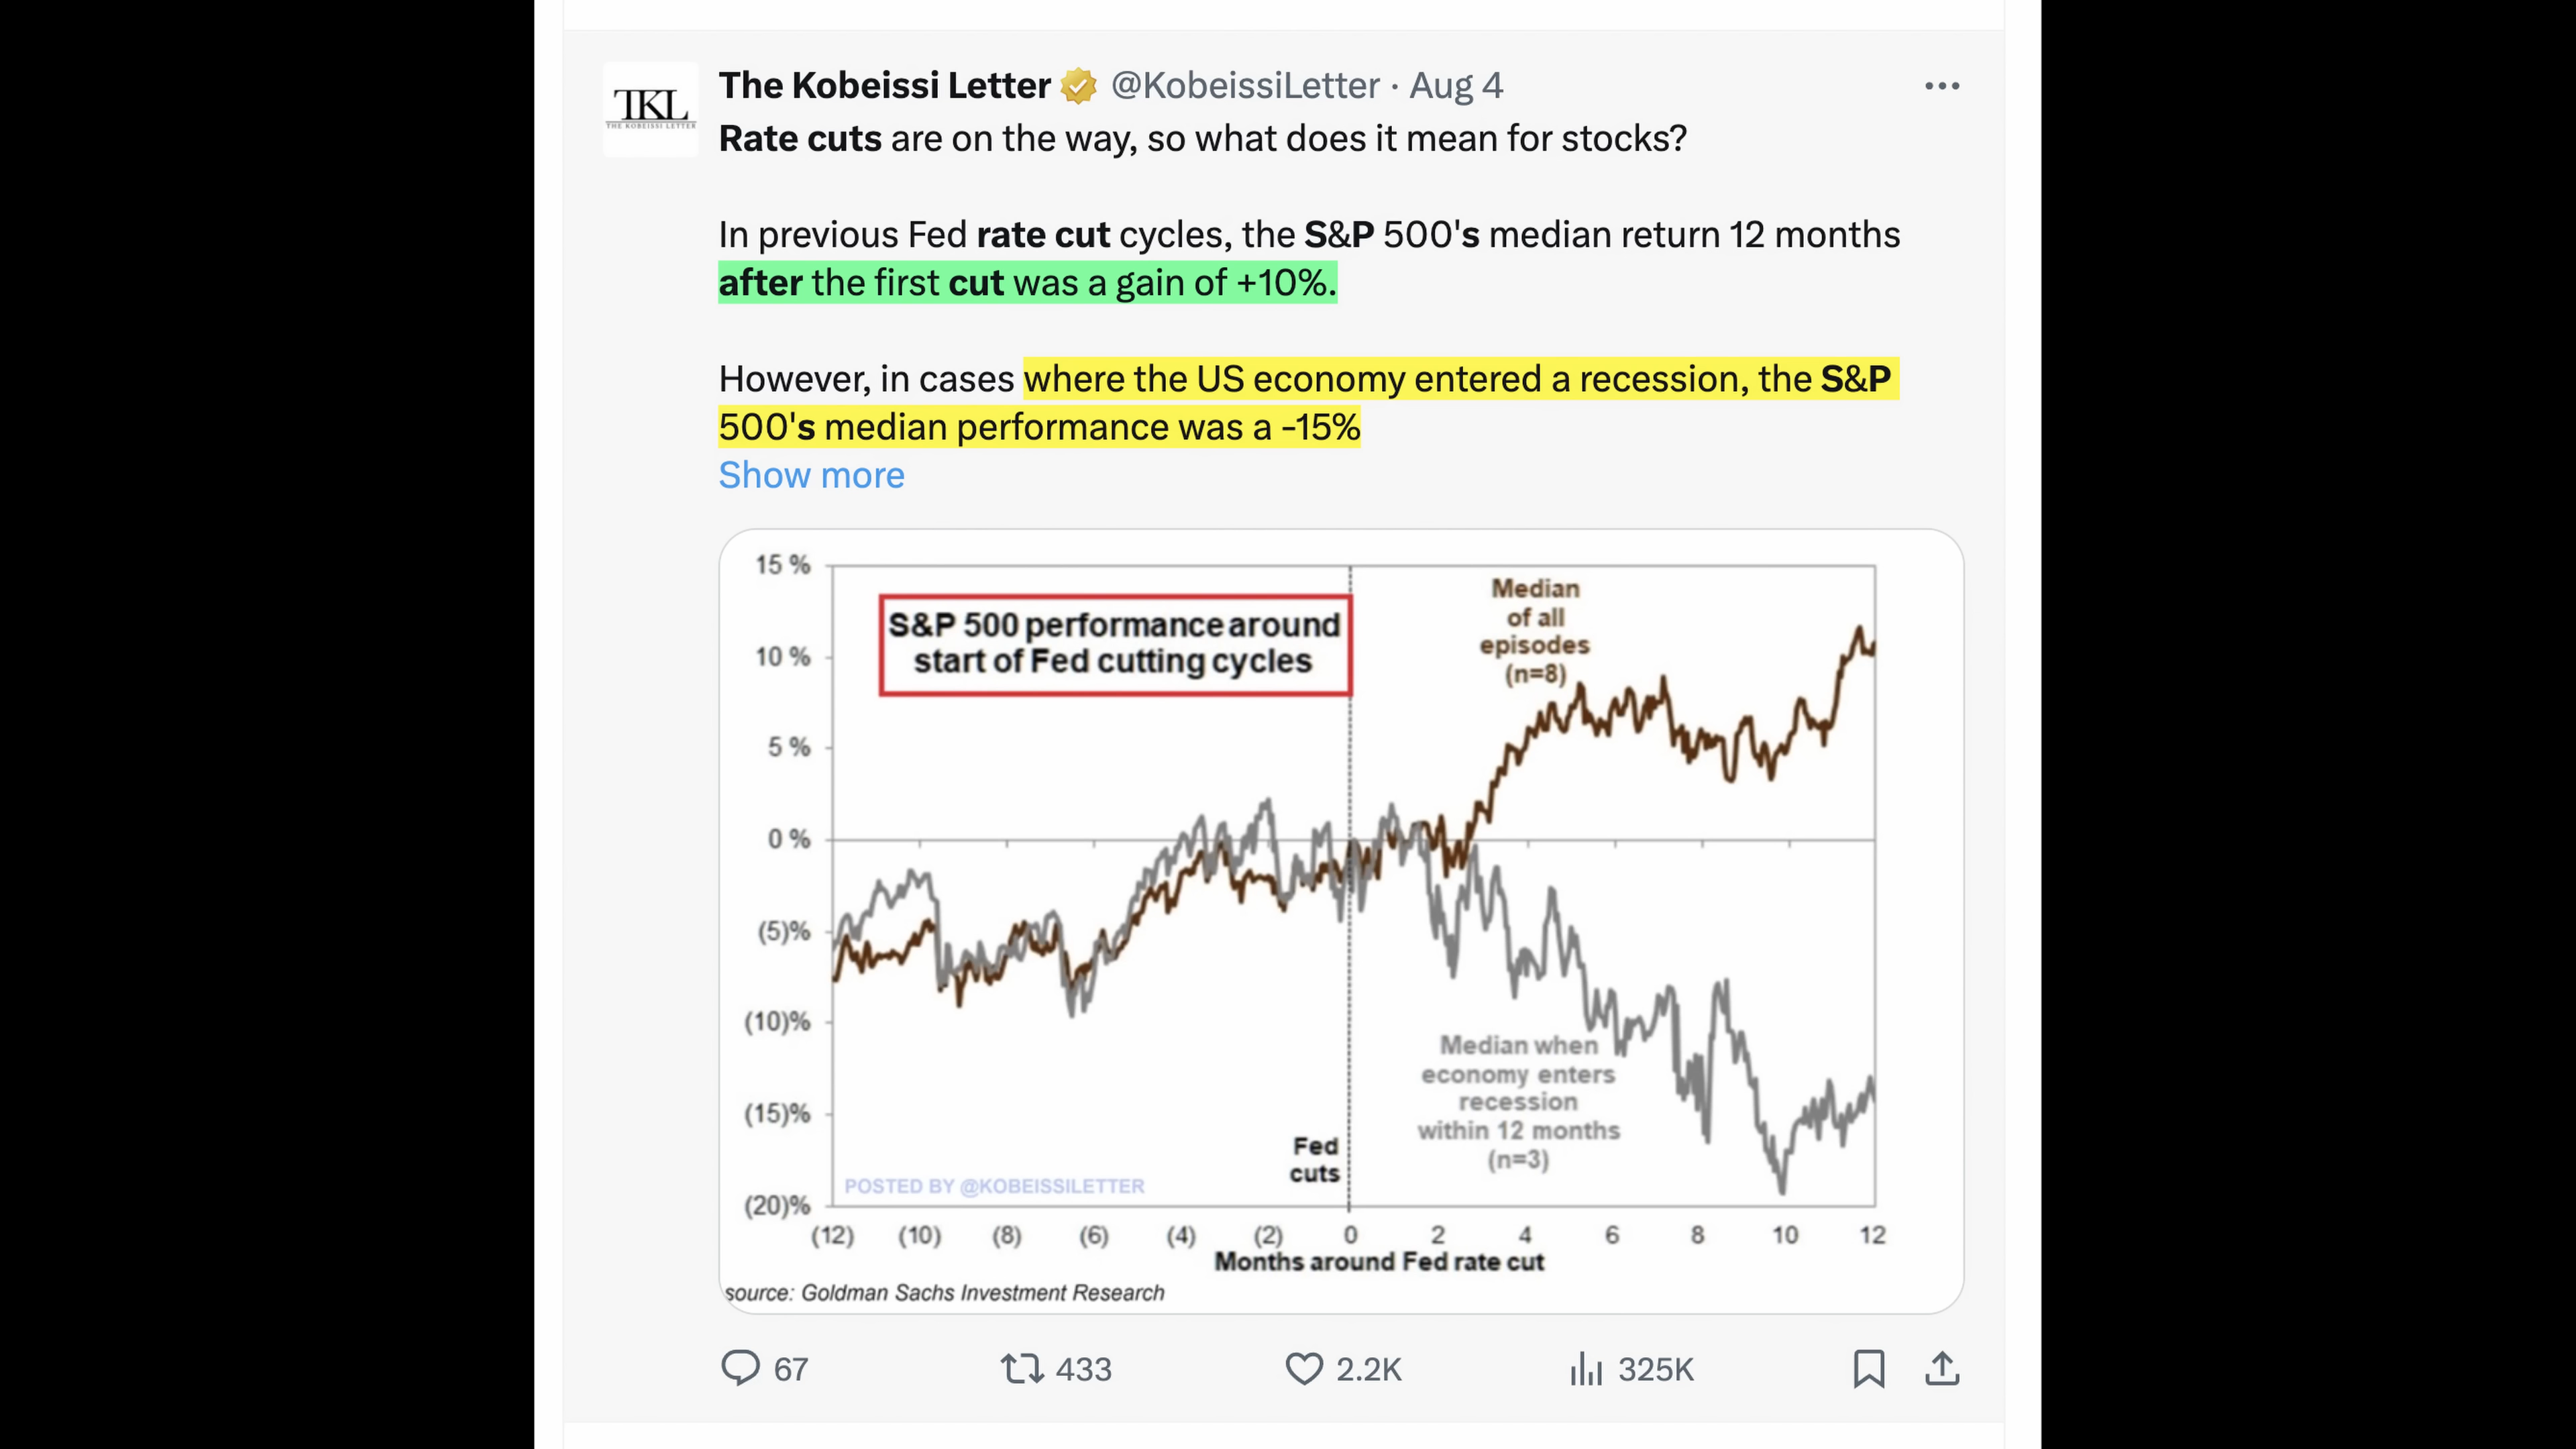 TKL
THE KOBEISSI LETTER
The Kobeissi Letter @KobeissiLetter · Aug 4
Rate cuts are on the way, so what does it mean for stocks?
In previous Fed rate cut cycles, the S&P 500's median return 12 months
after the first cut was a gain of +10%.
However, in cases where the US economy entered a recession, the S&P
500's median performance was a -15%
Show more
15 %
10 %
5 %
0 %
(5)%
(10)%
(15)%
(20)%
S&P 500 performance around
start of Fed cutting cycles
Median
of all
episodes
(n=8)
Median when
economy enters
recession
within 12 months
(n=3)
Fed
cuts
POSTED BY @KOBEISSILETTER
(12) (10) (8) (6) (4) (2) 0 2 4 6 8 10 12
Months around Fed rate cut
source: Goldman Sachs Investment Research
67 433 2.2K 325K